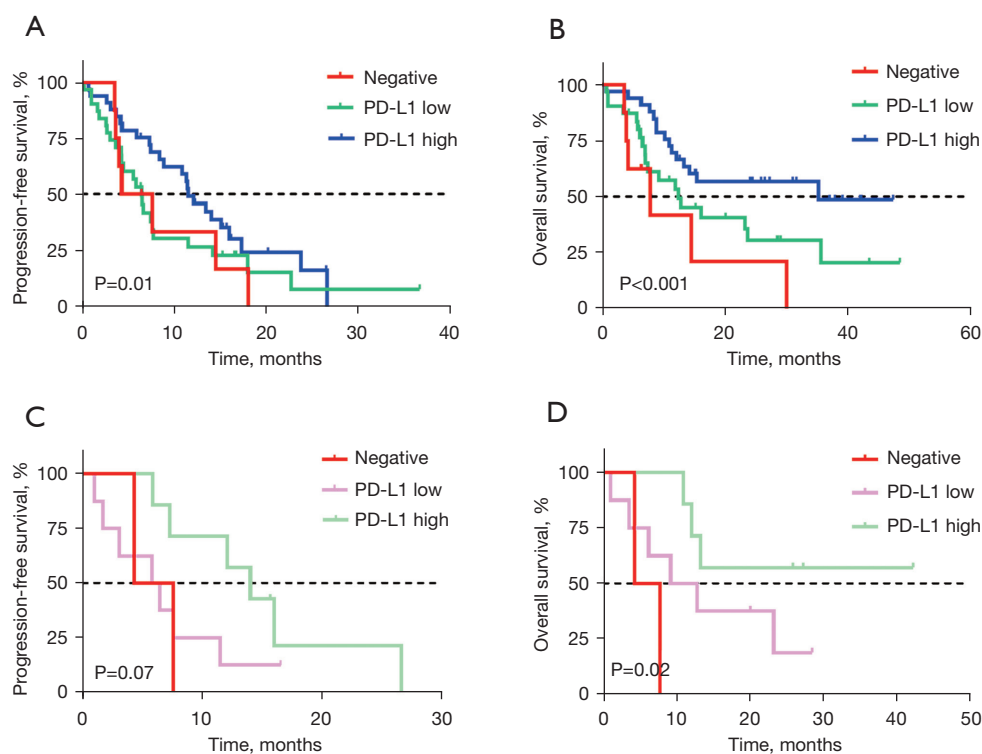 A
Progression-free survival, %
100
75
50
25
0
Negative
PD-L1 low
PD-L1 high
P=0.01
0
10
20
30
40
Time, months
B
Overall survival, %
100
75
50
25
0
Negative
PD-L1 low
PD-L1 high
P<0.001
0
20
40
60
Time, months
C
Progression-free survival, %
100
75
50
25
0
Negative
PD-L1 low
PD-L1 high
P=0.07
0
10
20
30
Time, months
D
Overall survival, %
100
75
50
25
0
Negative
PD-L1 low
PD-L1 high
P=0.02
0
10
20
30
40
50
Time, months